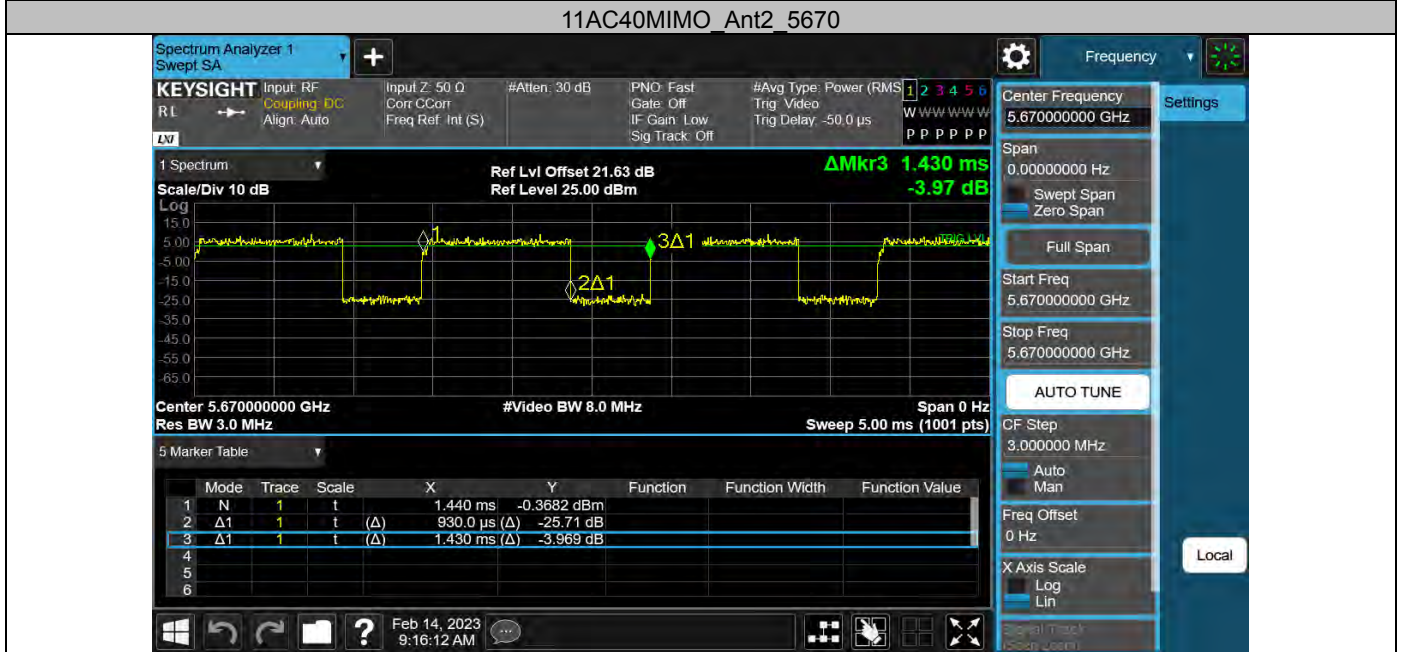 11AC40MIMO_Ant2_5670
Spectrum Analyzer 1
Swept SA
+
Frequency
KEYSIGHT
RL
LXI
Input: RF
Coupling: DC
Align: Auto
Input Z: 50 Ω
Corr CCorr
Freq Ref: Int (S)
#Atten: 30 dB
PNO: Fast
Gate: Off
IF Gain: Low
Sig Track: Off
#Avg Type: Power (RMS
Trig: Video
Trig Delay: -50.0 µs
1 2 3 4 5 6
W W W W W W
P P P P P P
Center Frequency
5.670000000 GHz
Settings
Span
0.00000000 Hz
Swept Span
Zero Span
Full Span
Start Freq
5.670000000 GHz
Stop Freq
5.670000000 GHz
AUTO TUNE
CF Step
3.000000 MHz
Auto
Man
Freq Offset
0 Hz
X Axis Scale
Log
Lin
Local
1 Spectrum
Scale/Div 10 dB
Log
Ref Lvl Offset 21.63 dB
Ref Level 25.00 dBm
ΔMkr3 1.430 ms
-3.97 dB
15.0
5.00
-5.00
-15.0
-25.0
-35.0
-45.0
-55.0
-65.0
1
2Δ1
3Δ1
TRIG LVL
Center 5.670000000 GHz
#Video BW 8.0 MHz
Span 0 Hz
Res BW 3.0 MHz
Sweep 5.00 ms (1001 pts)
5 Marker Table
Mode Trace Scale X Y Function Function Width Function Value
1 N 1 t 1.440 ms -0.3682 dBm
2 Δ1 1 t (Δ) 930.0 µs (Δ) -25.71 dB
3 Δ1 1 t (Δ) 1.430 ms (Δ) -3.969 dB
4
5
6
?
Feb 14, 2023
9:16:12 AM